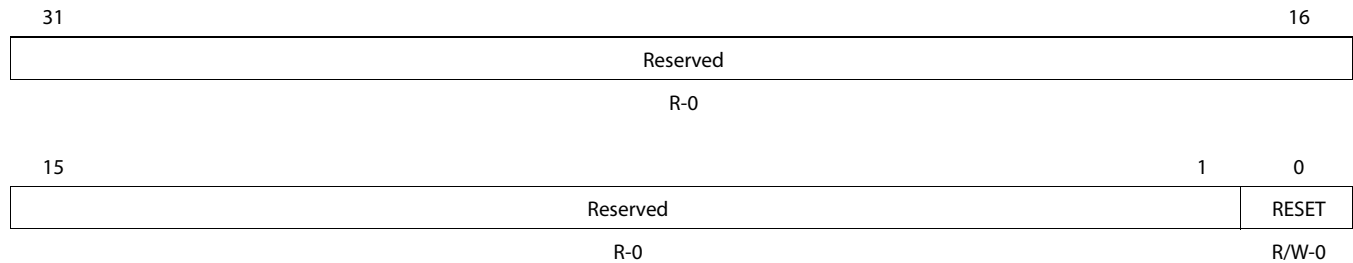 31 16
Reserved
R-0
15 1 0
Reserved RESET
R-0 R/W-0